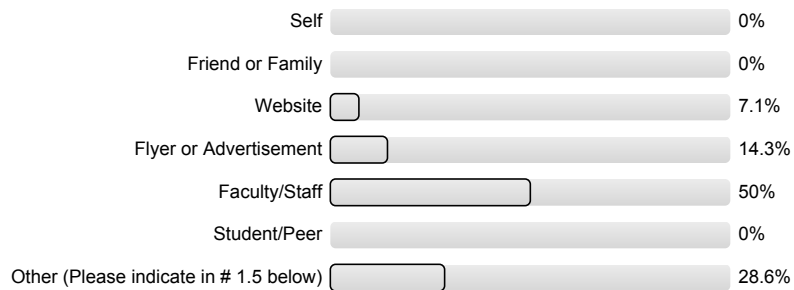 Self 0%
Friend or Family 0%
Website 7.1%
Flyer or Advertisement 14.3%
Faculty/Staff 50%
Student/Peer 0%
Other (Please indicate in # 1.5 below) 28.6%